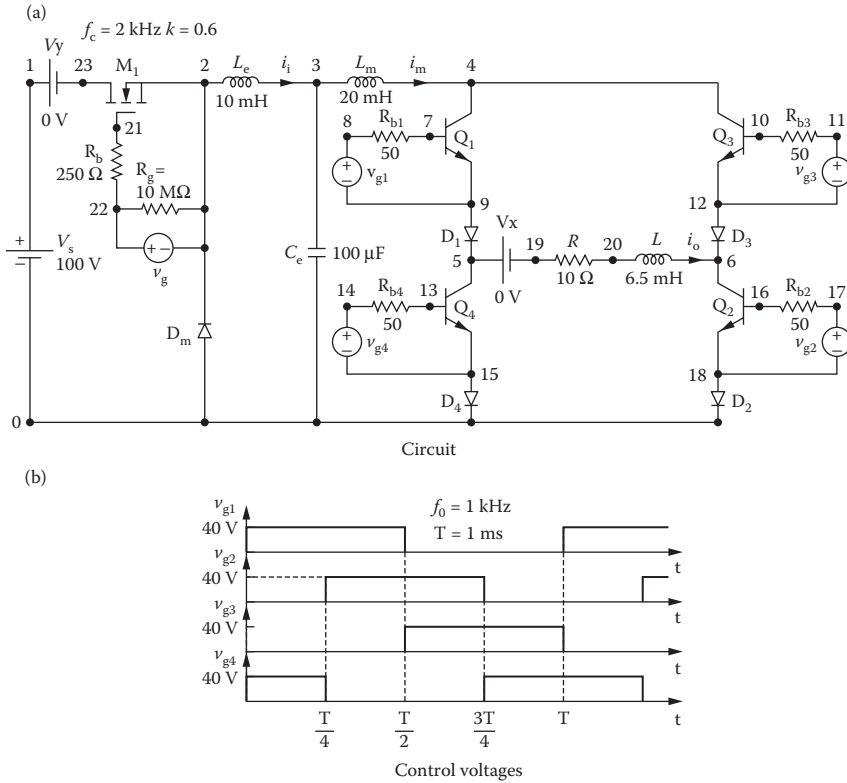 (a)
f_c = 2 kHz k = 0.6
1
Vy
0 V
23
M_1
2
L_e
10 mH
i_i
3
L_m
20 mH
i_m
4
21
R_b
250 Ω
R_g =
10 MΩ
22
v_g
V_s
100 V
D_m
C_e
100 μF
8
R_b1
50
7
Q_1
v_g1
9
D_1
5
Vx
0 V
19
R
10 Ω
20
L
6.5 mH
i_o
6
10
R_b3
50
11
Q_3
v_g3
12
D_3
14
R_b4
50
13
Q_4
v_g4
15
D_4
16
R_b2
50
17
Q_2
v_g2
18
D_2
0
Circuit
(b)
f_0 = 1 kHz
T = 1 ms
v_g1
40 V
t
v_g2
40 V
t
v_g3
40 V
t
v_g4
40 V
t
T/4
T/2
3T/4
T
Control voltages